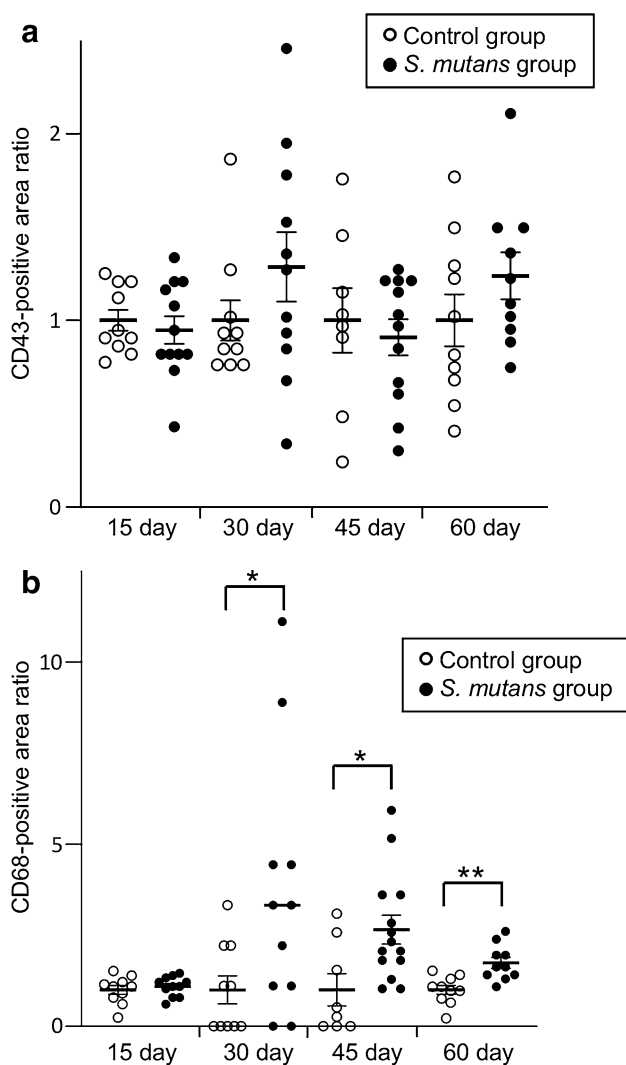 a
Control group
S. mutans group
CD43-positive area ratio
2
1
0
15 day
30 day
45 day
60 day
b
*
Control group
S. mutans group
CD68-positive area ratio
10
*
5
**
0
15 day
30 day
45 day
60 day